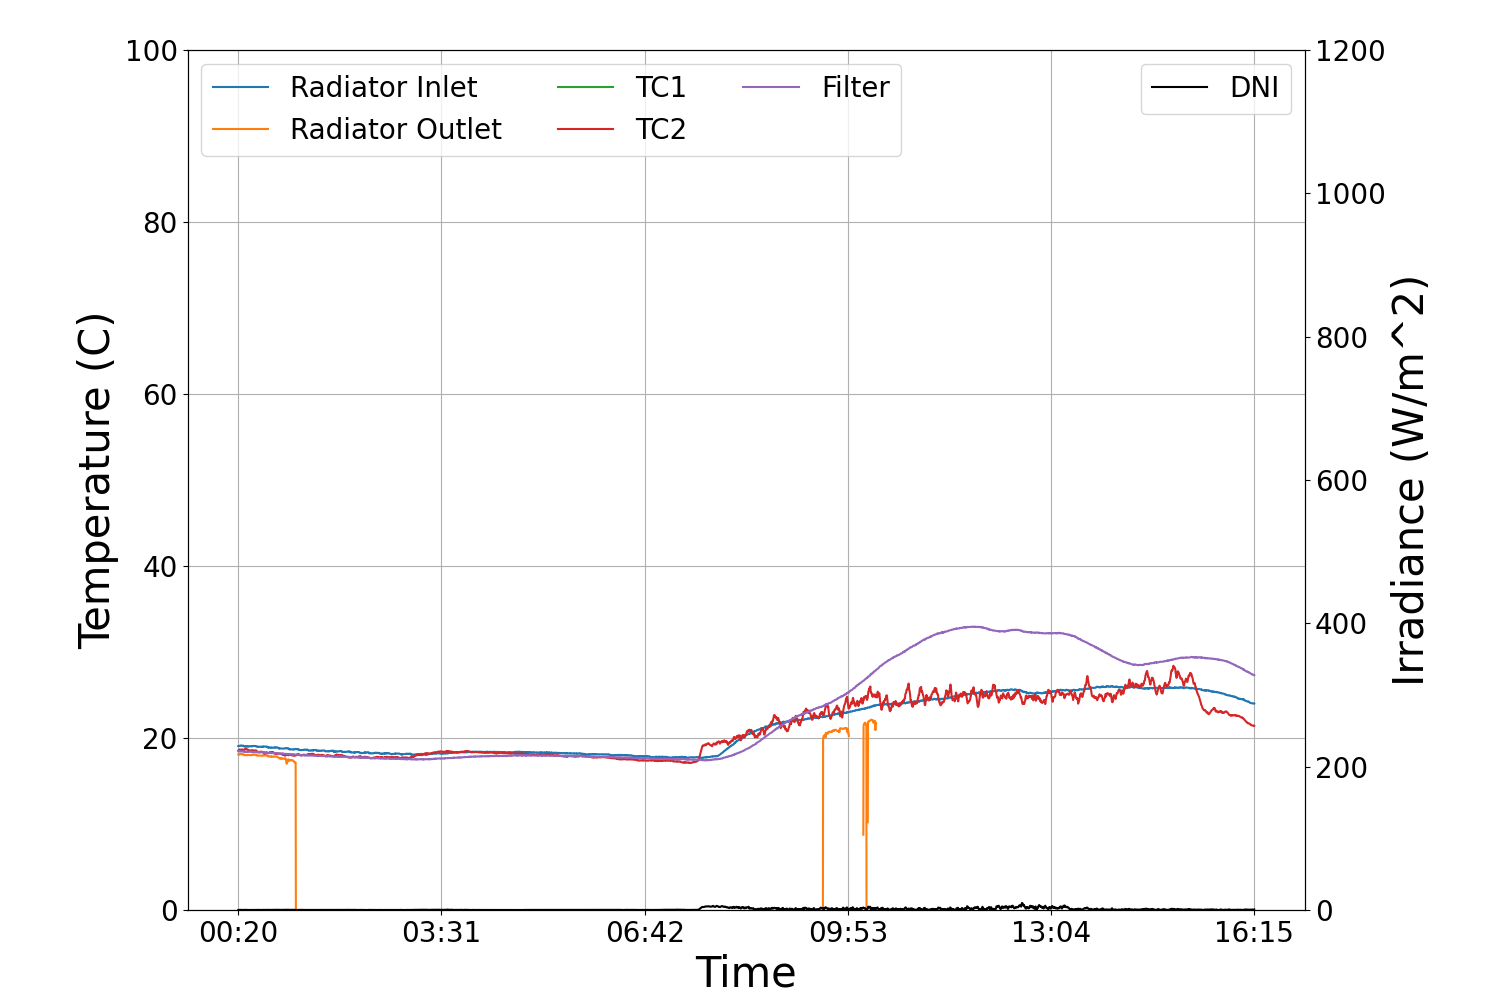 100
80
60
40
20
0
Temperature (C)
Radiator Inlet
Radiator Outlet
TC1
TC2
Filter
DNI
1200
1000
800
600
400
200
0
Irradiance (W/m^2)
00:20 03:31 06:42 09:53 13:04 16:15
Time